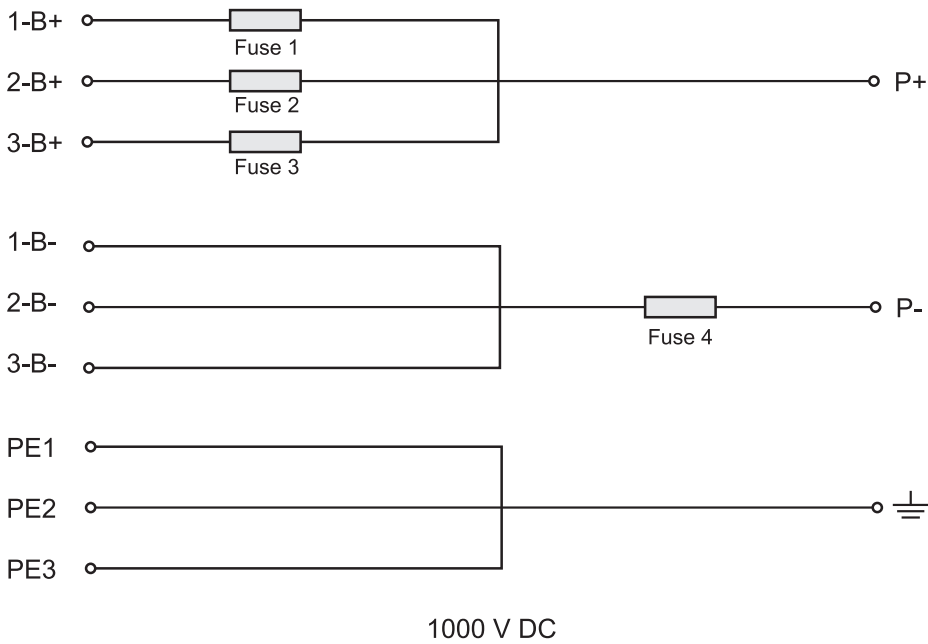 1-B+
Fuse 1
2-B+
P+
Fuse 2
3-B+
Fuse 3
1-B-
2-B-
P-
Fuse 4
3-B-
PE1
PE2
PE3
1000 V DC